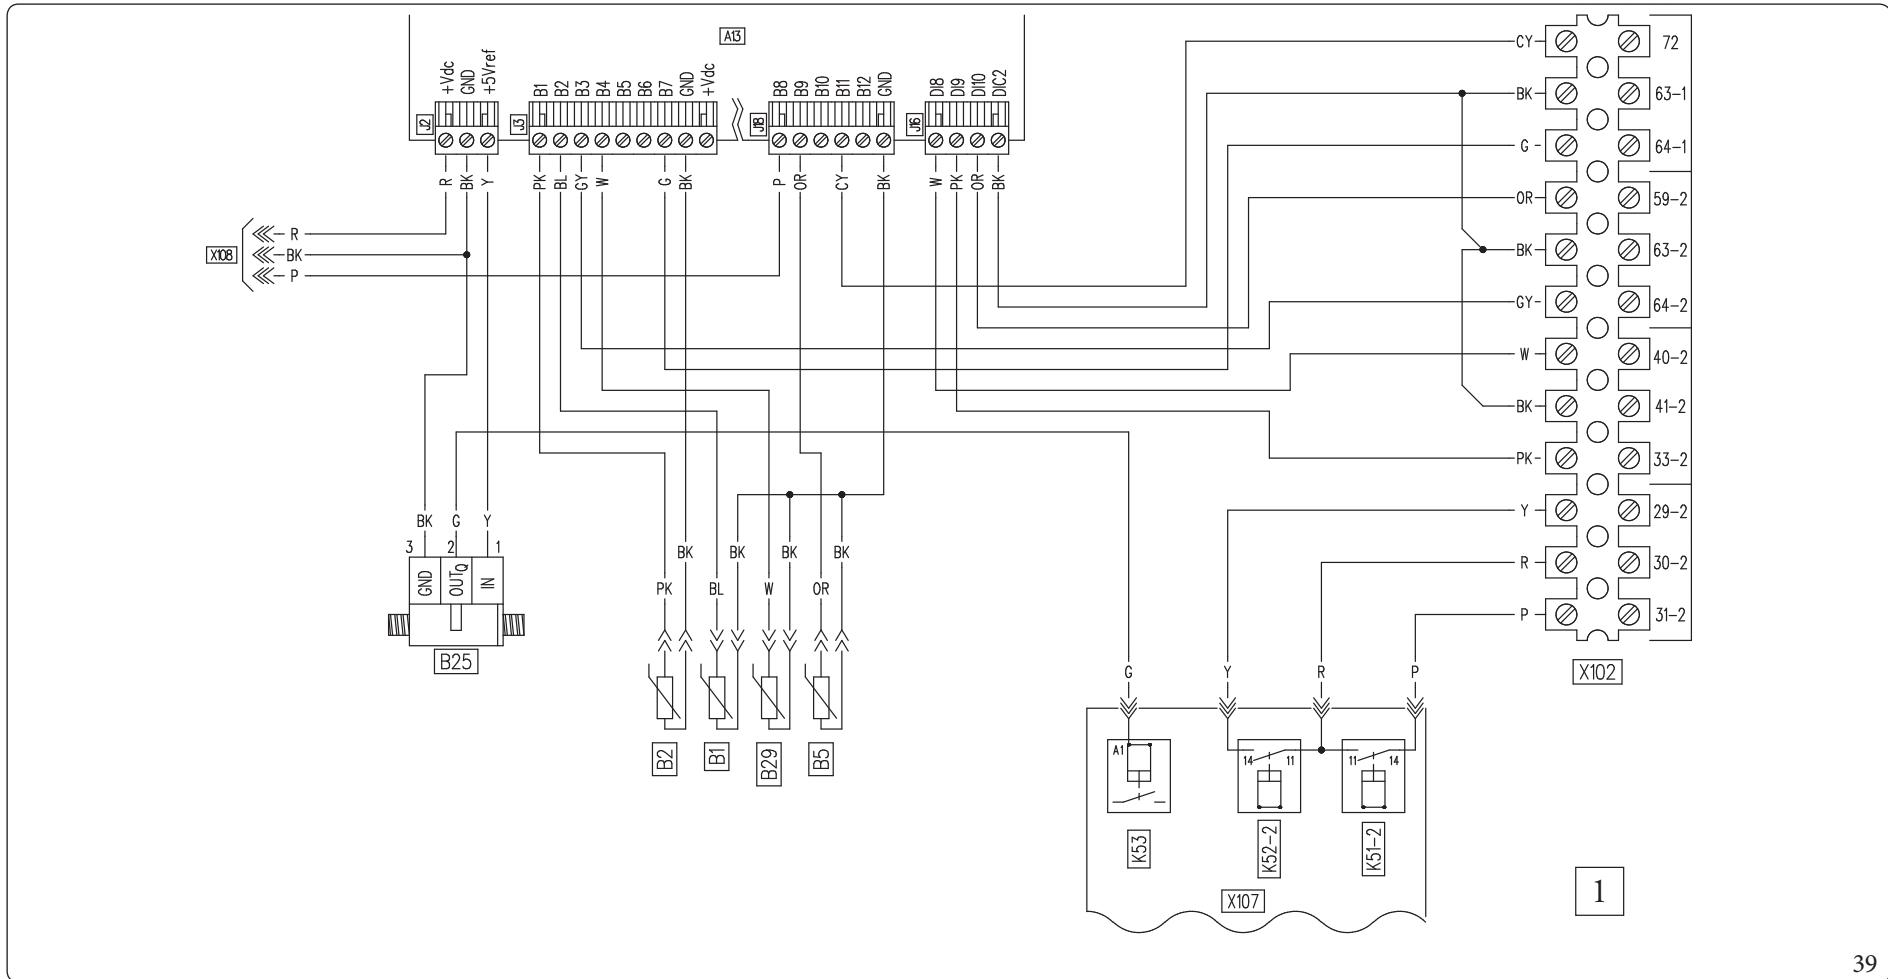 A13
+Vdc GND +5Vref
B1 B2 B3 B4 B5 B6 B7 GND +Vdc
B8 B9 B10 B11 B12 GND
DI8 DI9 DI10 DIC2
J2 J3 J18 J16
R BK Y
PK BL GY W G BK
P OR CY BK
W PK OR BK
X108
R
BK
P
CY 72
BK 63-1
G 64-1
OR 59-2
BK 63-2
GY 64-2
W 40-2
BK 41-2
PK 33-2
Y 29-2
R 30-2
P 31-2
X102
BK G Y
3 2 1
GND OUTQ IN
B25
BK BK BK BK
PK BL W OR
B2 B1 B29 B5
G Y R P
A1
14 11 11 14
K53 K52-2 K51-2
X107
1
39